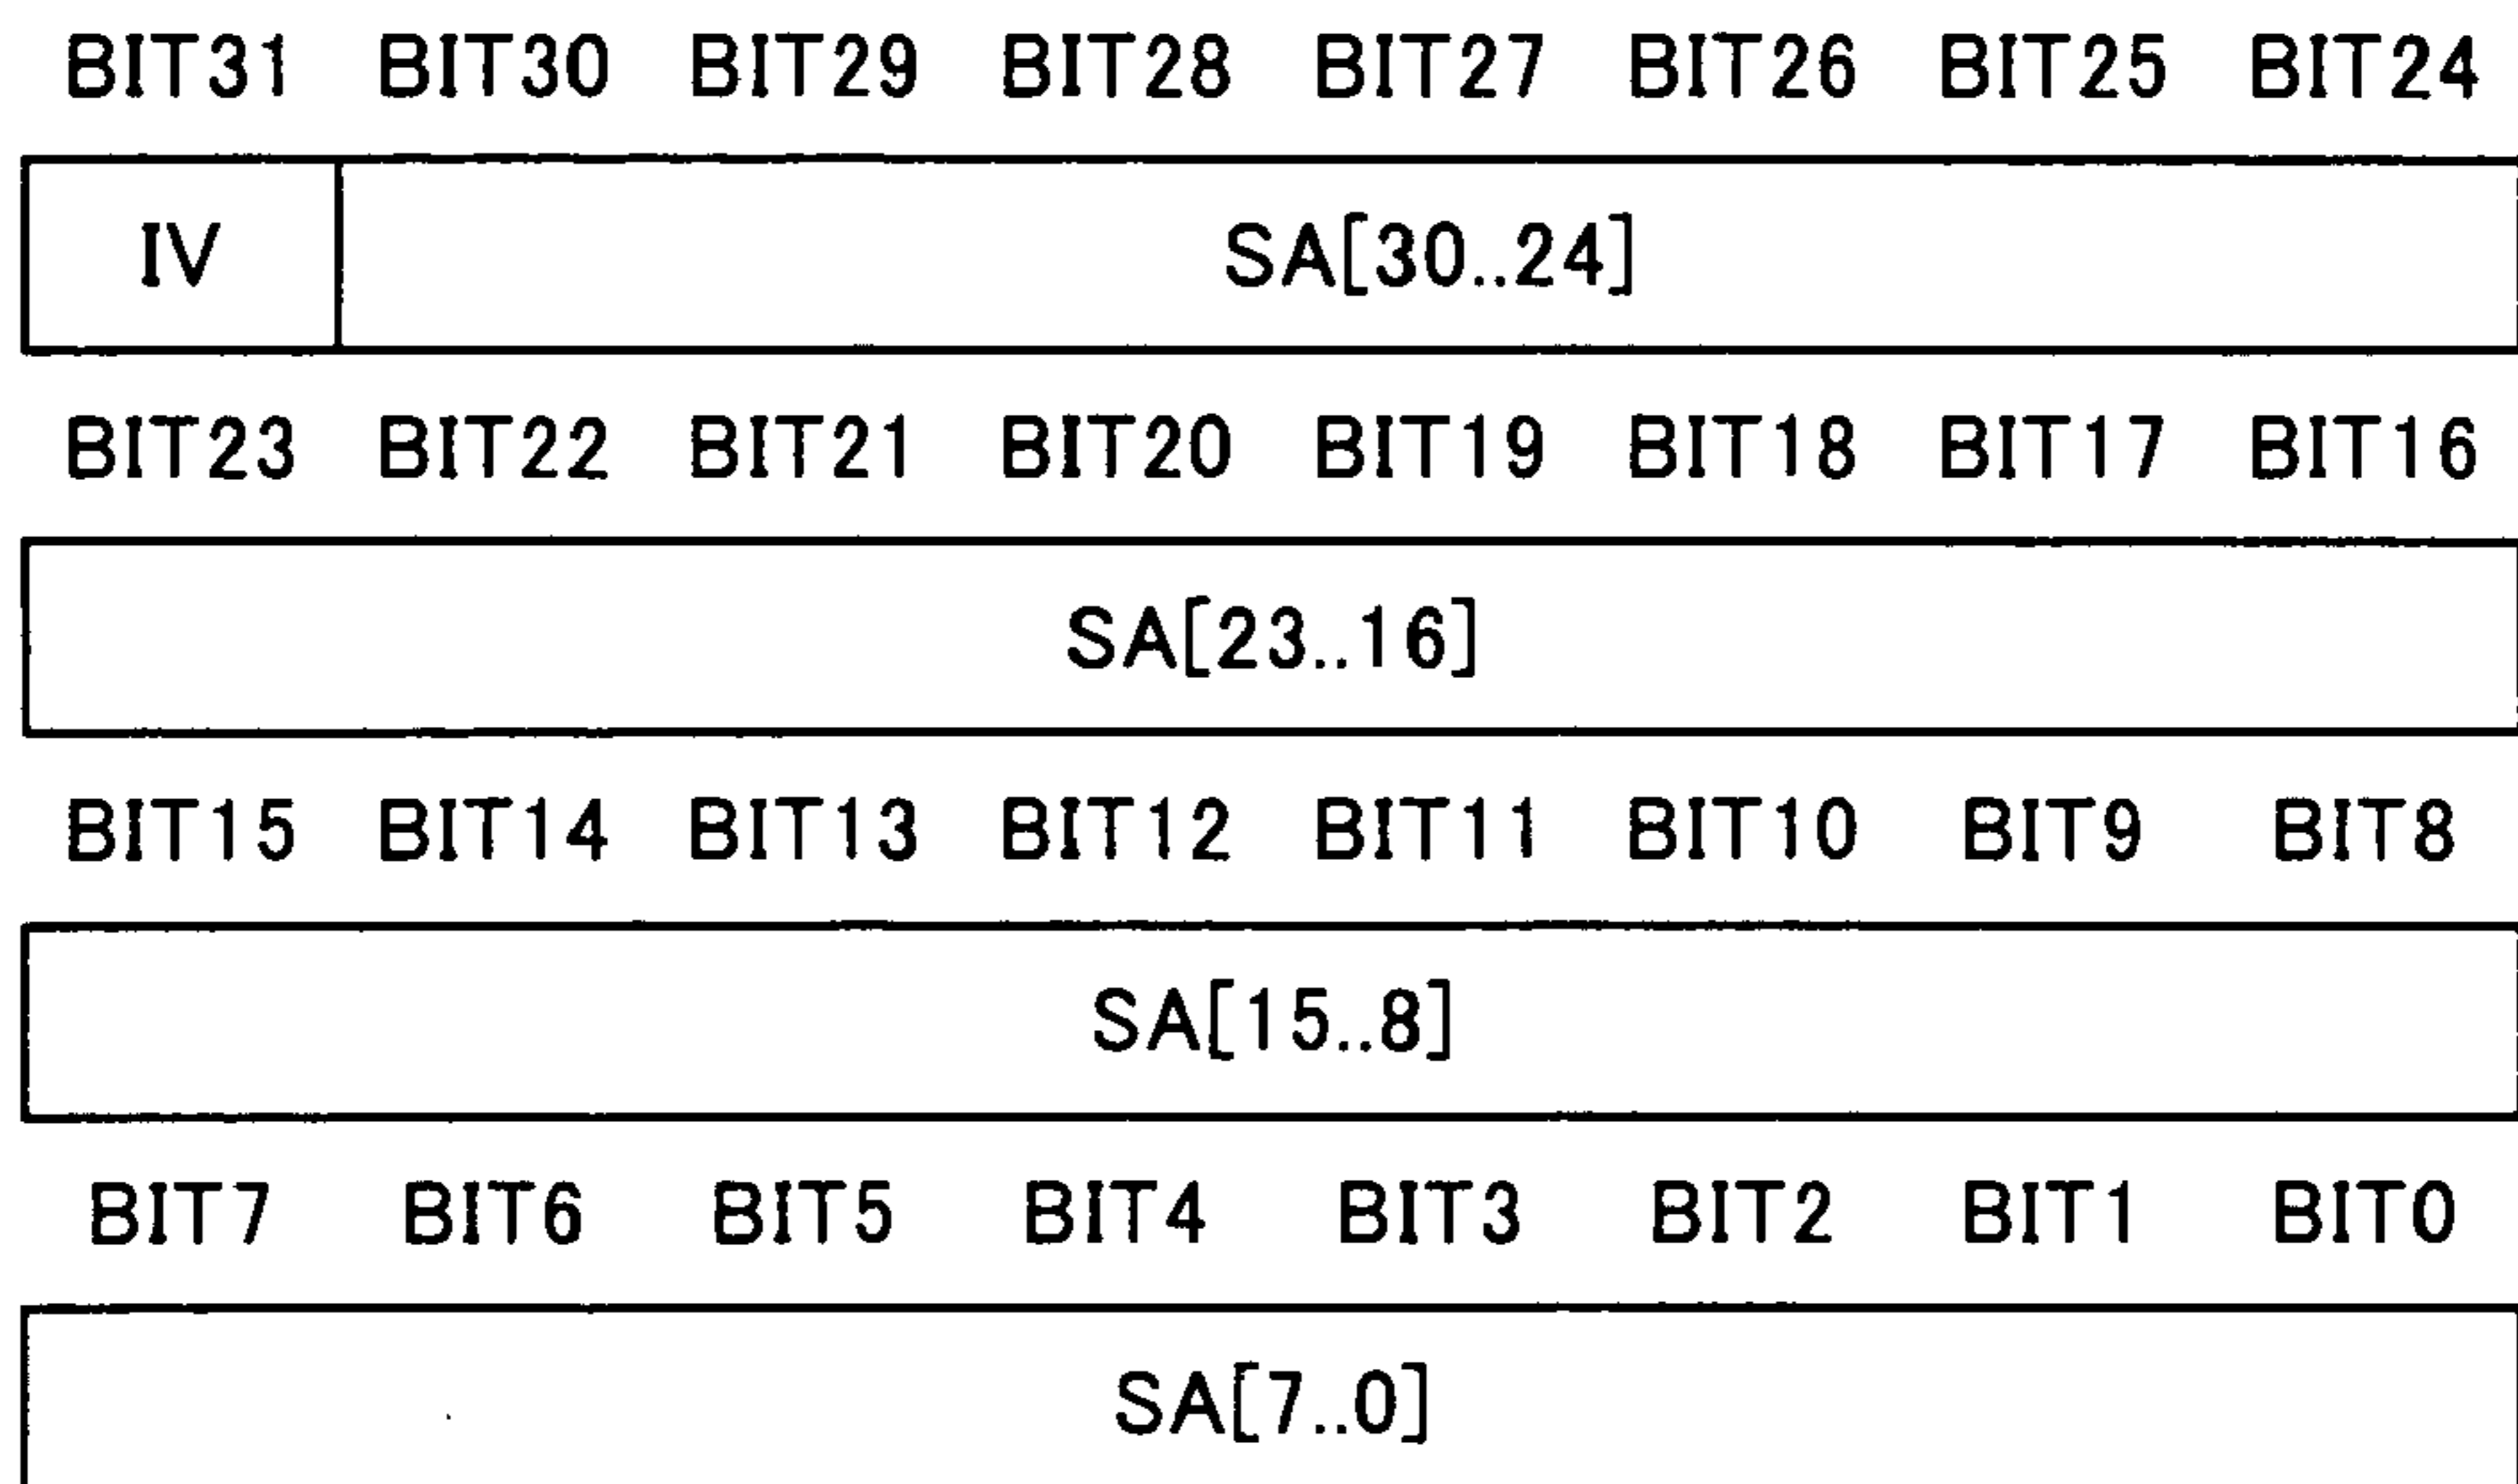 BIT31 BIT30 BIT29 BIT28 BIT27 BIT26 BIT25 BIT24
IV SA[30..24]
BIT23 BIT22 BIT21 BIT20 BIT19 BIT18 BIT17 BIT16
SA[23..16]
BIT15 BIT14 BIT13 BIT12 BIT11 BIT10 BIT9 BIT8
SA[15..8]
BIT7 BIT6 BIT5 BIT4 BIT3 BIT2 BIT1 BIT0
SA[7..0]